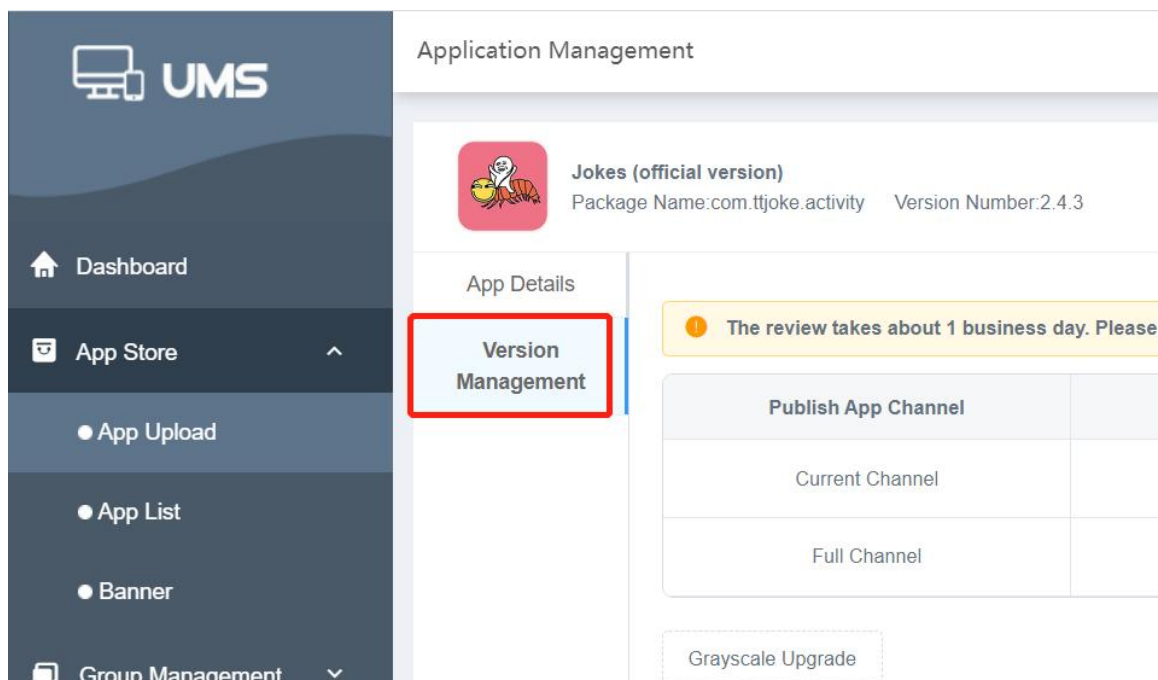 UMS
Application Management
Jokes (official version)
Package Name:com.ttjoke.activity Version Number:2.4.3
Dashboard
App Store
App Upload
App List
Banner
Group Management
App Details
Version
Management
The review takes about 1 business day. Please
Publish App Channel
Current Channel
Full Channel
Grayscale Upgrade